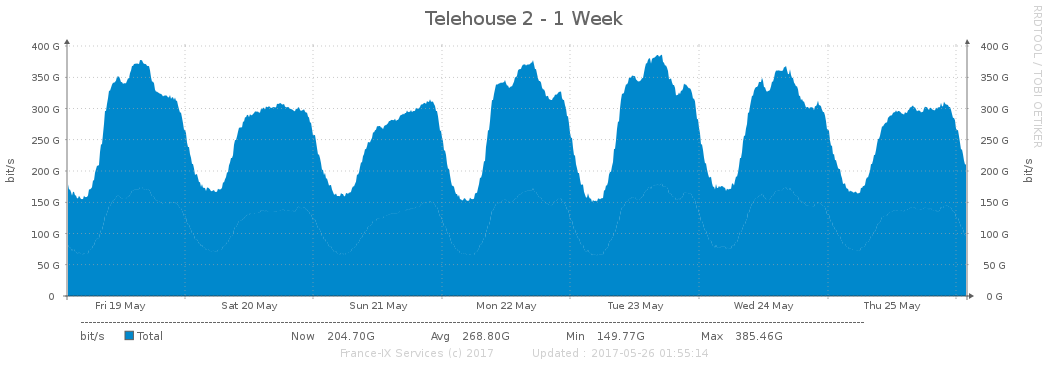 Telehouse 2 - 1 Week
RRDTOOL / TOBI OETIKER
400 G 400 G
350 G 350 G
300 G 300 G
250 G 250 G
200 G 200 G
150 G 150 G
100 G 100 G
50 G 50 G
0 0 G
bit/s
bit/s
Fri 19 May Sat 20 May Sun 21 May Mon 22 May Tue 23 May Wed 24 May Thu 25 May
bit/s Total Now 204.70G Avg 268.80G Min 149.77G Max 385.46G
France-IX Services (c) 2017 Updated : 2017-05-26 01:55:14